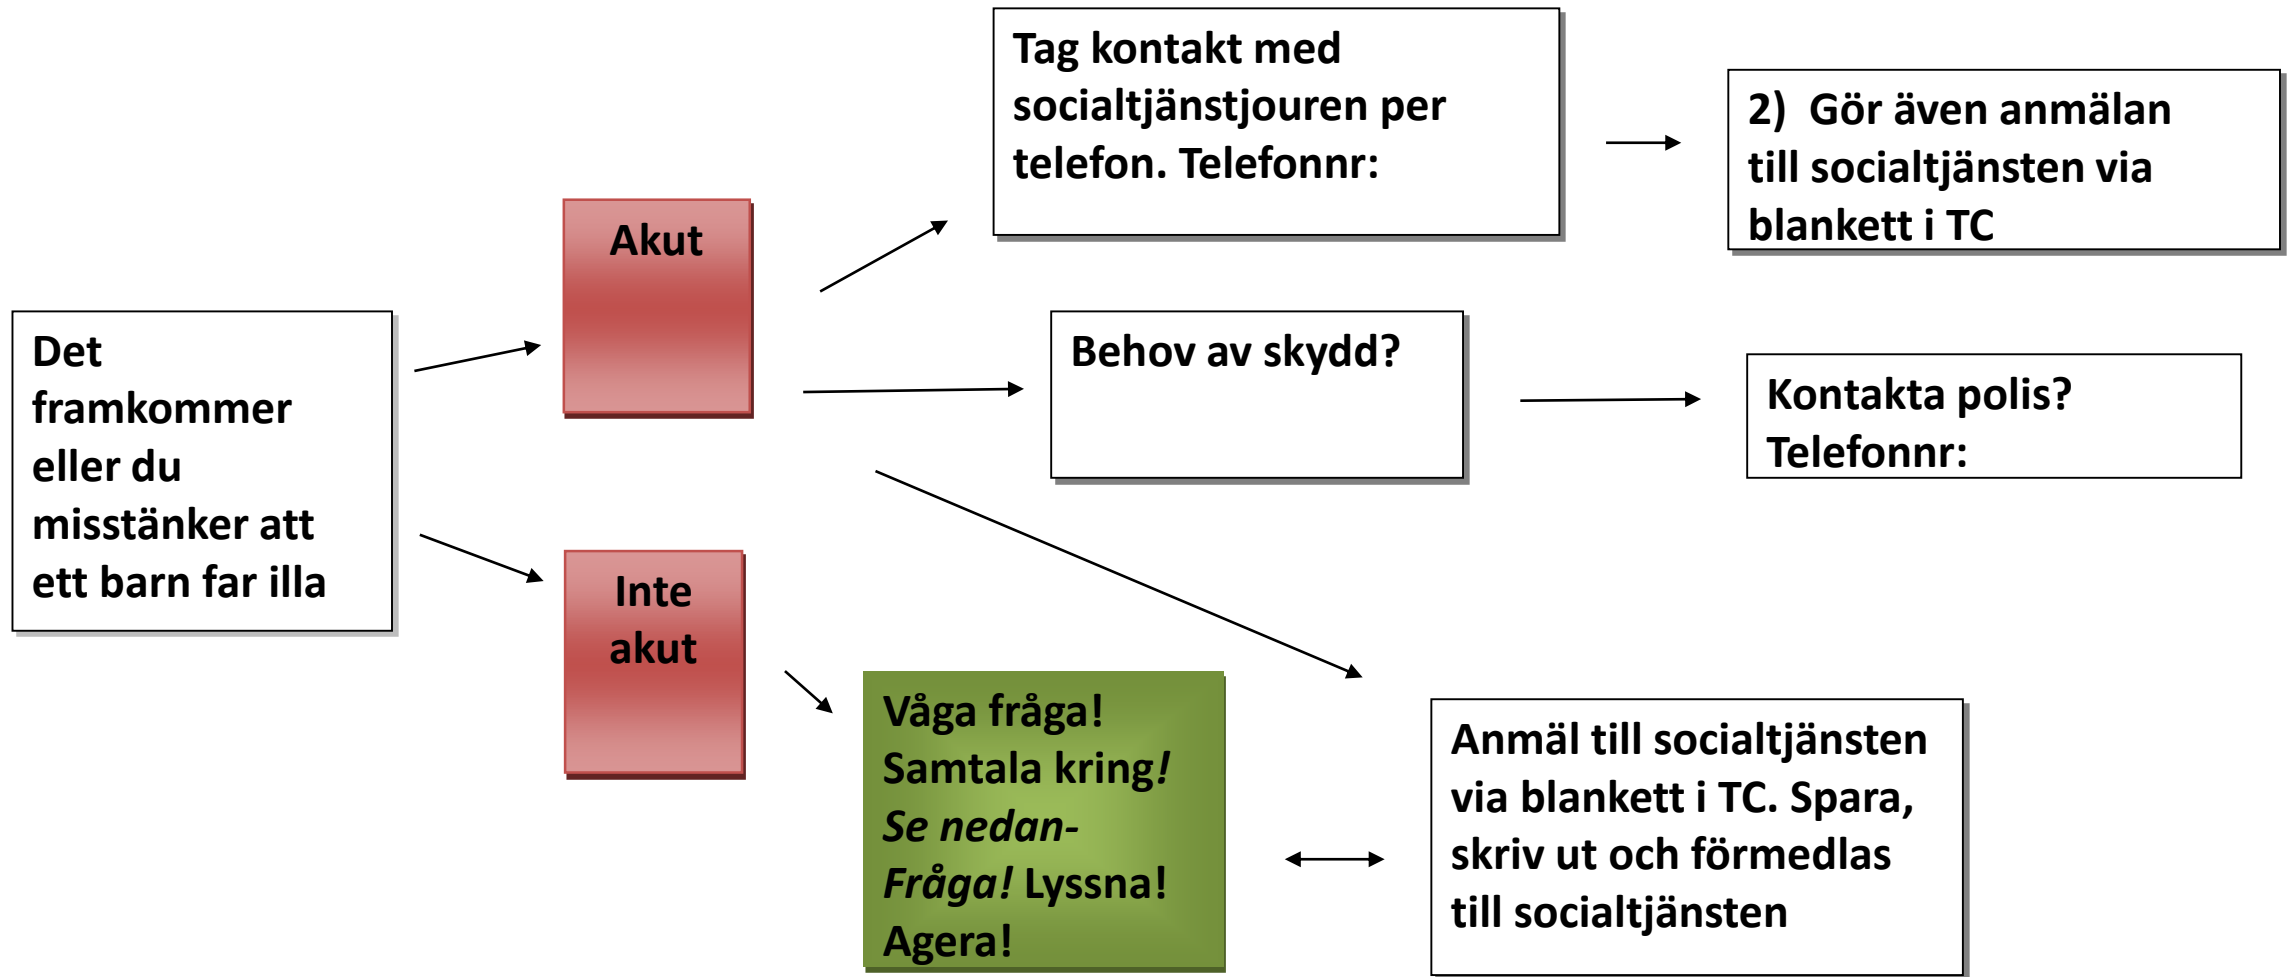 Det
framkommer
eller du
misstänker att
ett barn far illa
Akut
Tag kontakt med
socialtjänstjouren per
telefon. Telefonnr:
2) Gör även anmälan
till socialtjänsten via
blankett i TC
Behov av skydd?
Kontakta polis?
Telefonnr:
Inte
akut
Våga fråga!
Samtala kring!
Se nedan-
Fråga! Lyssna!
Agera!
Anmäl till socialtjänsten
via blankett i TC. Spara,
skriv ut och förmedlas
till socialtjänsten